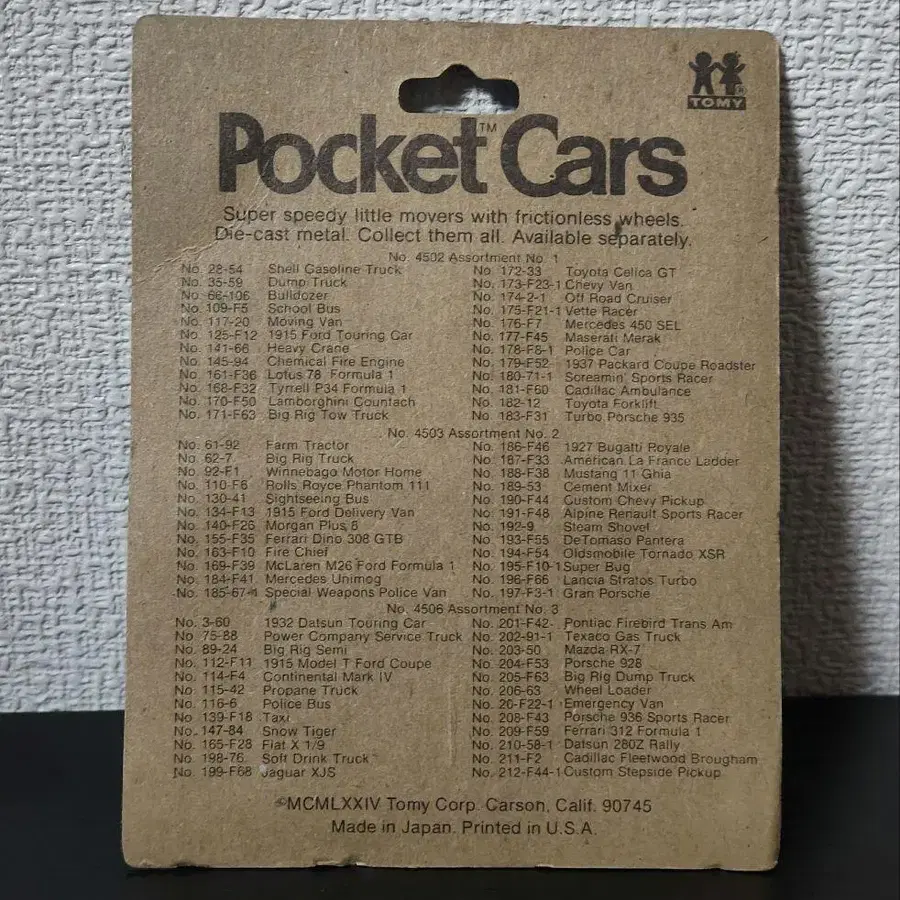 TOMY
Pocket Cars™
Super speedy little movers with frictionless wheels.
Die-cast metal. Collect them all. Available separately.
No. 4502 Assortment No. 1
No. 28-54 Shell Gasoline Truck
No. 35-59 Dump Truck
No. 66-106 Bulldozer
No. 109-F5 School Bus
No. 117-20 Moving Van
No. 125-F12 1915 Ford Touring Car
No. 141-66 Heavy Crane
No. 145-94 Chemical Fire Engine
No. 161-F36 Lotus 78 Formula 1
No. 168-F32 Tyrrell P34 Formula 1
No. 170-F50 Lamborghini Countach
No. 171-F63 Big Rig Tow Truck
No. 172-33 Toyota Celica GT
No. 173-F23-1 Chevy Van
No. 174-2-1 Off Road Cruiser
No. 175-F21-1 Vette Racer
No. 176-F7 Mercedes 450 SEL
No. 177-F45 Maserati Merak
No. 178-F8-1 Police Car
No. 179-F52 1937 Packard Coupe Roadster
No. 180-71-1 Screamin' Sports Racer
No. 181-F60 Cadillac Ambulance
No. 182-12 Toyota Forklift
No. 183-F31 Turbo Porsche 935
No. 4503 Assortment No. 2
No. 61-92 Farm Tractor
No. 62-7 Big Rig Truck
No. 92-F1 Winnebago Motor Home
No. 110-F6 Rolls Royce Phantom 111
No. 130-41 Sightseeing Bus
No. 134-F13 1915 Ford Delivery Van
No. 140-F26 Morgan Plus 8
No. 155-F35 Ferrari Dino 308 GTB
No. 163-F10 Fire Chief
No. 169-F39 McLaren M26 Ford Formula 1
No. 184-F41 Mercedes Unimog
No. 185-67-1 Special Weapons Police Van
No. 186-F46 1927 Bugatti Royale
No. 187-F33 American La France Ladder
No. 188-F38 Mustang 11 Ghia
No. 189-53 Cement Mixer
No. 190-F44 Custom Chevy Pickup
No. 191-F48 Alpine Renault Sports Racer
No. 192-9 Steam Shovel
No. 193-F55 DeTomaso Pantera
No. 194-F54 Oldsmobile Tornado XSR
No. 195-F10-1 Super Bug
No. 196-F66 Lancia Stratos Turbo
No. 197-F3-1 Gran Porsche
No. 4506 Assortment No. 3
No. 3-60 1932 Datsun Touring Car
No. 75-88 Power Company Service Truck
No. 89-24 Big Rig Semi
No. 112-F11 1915 Model T Ford Coupe
No. 114-F4 Continental Mark IV
No. 115-42 Propane Truck
No. 116-6 Police Bus
No. 139-F18 Taxi
No. 147-84 Snow Tiger
No. 165-F28 Fiat X 1/9
No. 198-76 Soft Drink Truck
No. 199-F68 Jaguar XJS
No. 201-F42- Pontiac Firebird Trans Am
No. 202-91-1 Texaco Gas Truck
No. 203-50 Mazda RX-7
No. 204-F53 Porsche 928
No. 205-F63 Big Rig Dump Truck
No. 206-63 Wheel Loader
No. 20-F22-1 Emergency Van
No. 208-F43 Porsche 936 Sports Racer
No. 209-F59 Ferrari 312 Formula 1
No. 210-58-1 Datsun 280Z Rally
No. 211-F2 Cadillac Fleetwood Brougham
No. 212-F44-1 Custom Stepside Pickup
©MCMLXXIV Tomy Corp. Carson, Calif. 90745
Made in Japan. Printed in U.S.A.